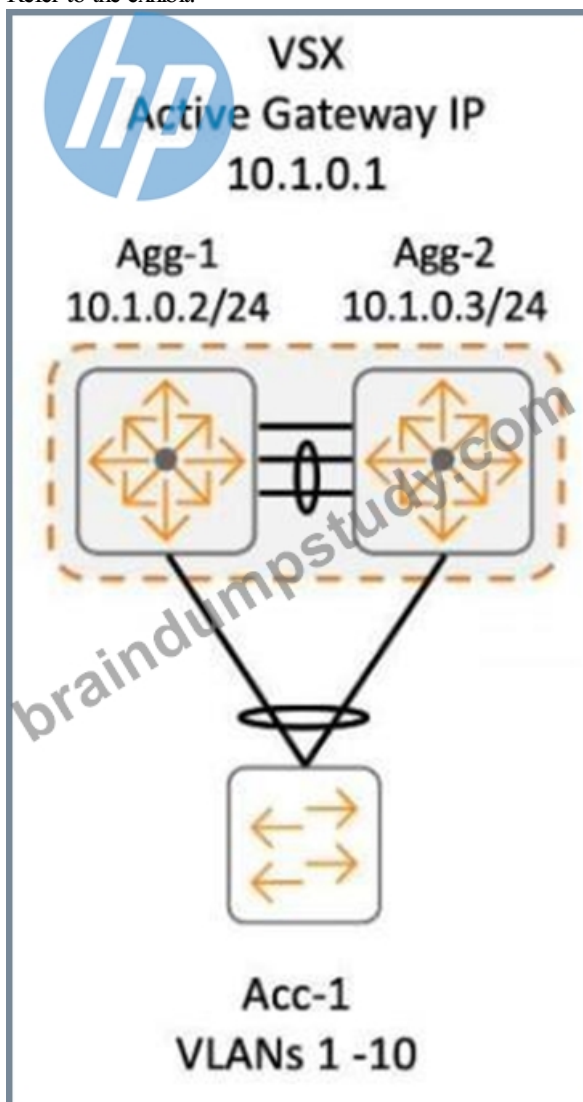 Refer to the exhibit.
hp
VSX
Active Gateway IP
10.1.0.1
Agg-1 Agg-2
10.1.0.2/24 10.1.0.3/24
braindumpstudy.com
Acc-1
VLANs 1 -10